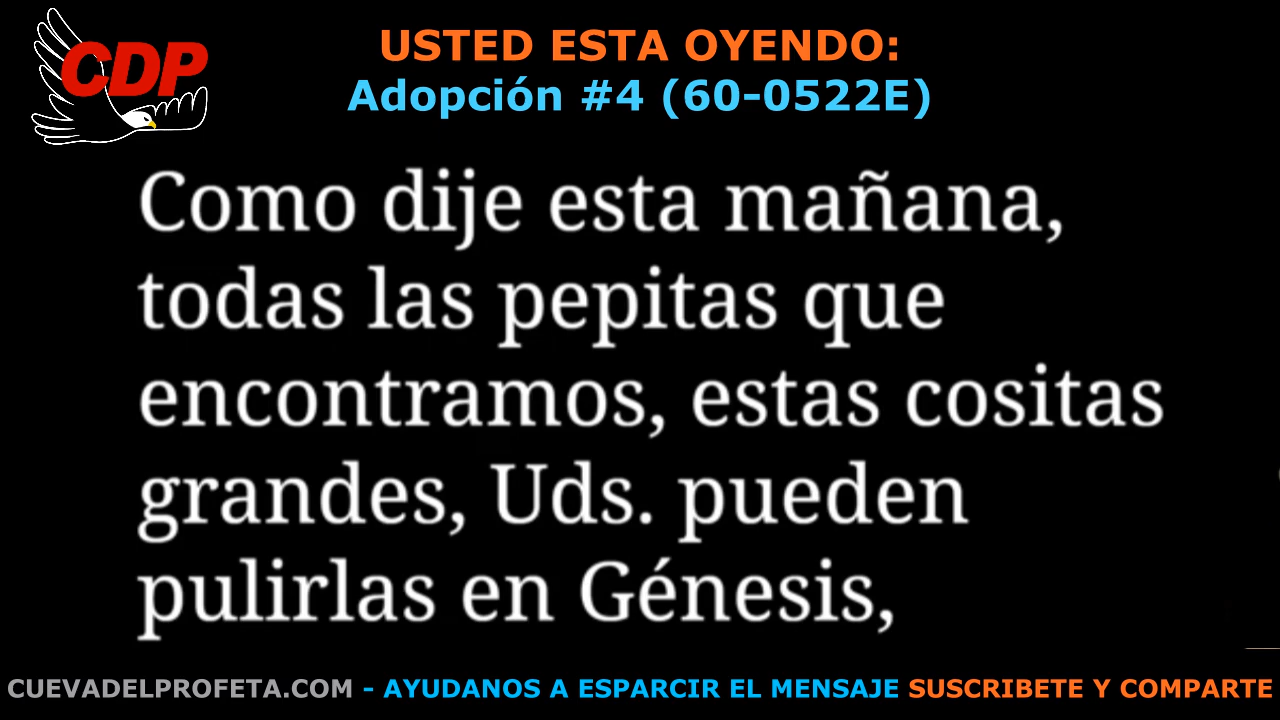 CDP
USTED ESTA OYENDO:
Adopción #4 (60-0522E)
Como dije esta mañana,
todas las pepitas que
encontramos, estas cositas
grandes, Uds. pueden
pulirlas en Génesis,
CUEVADELPROFETA.COM - AYUDANOS A ESPARCIR EL MENSAJE SUSCRIBETE Y COMPARTE